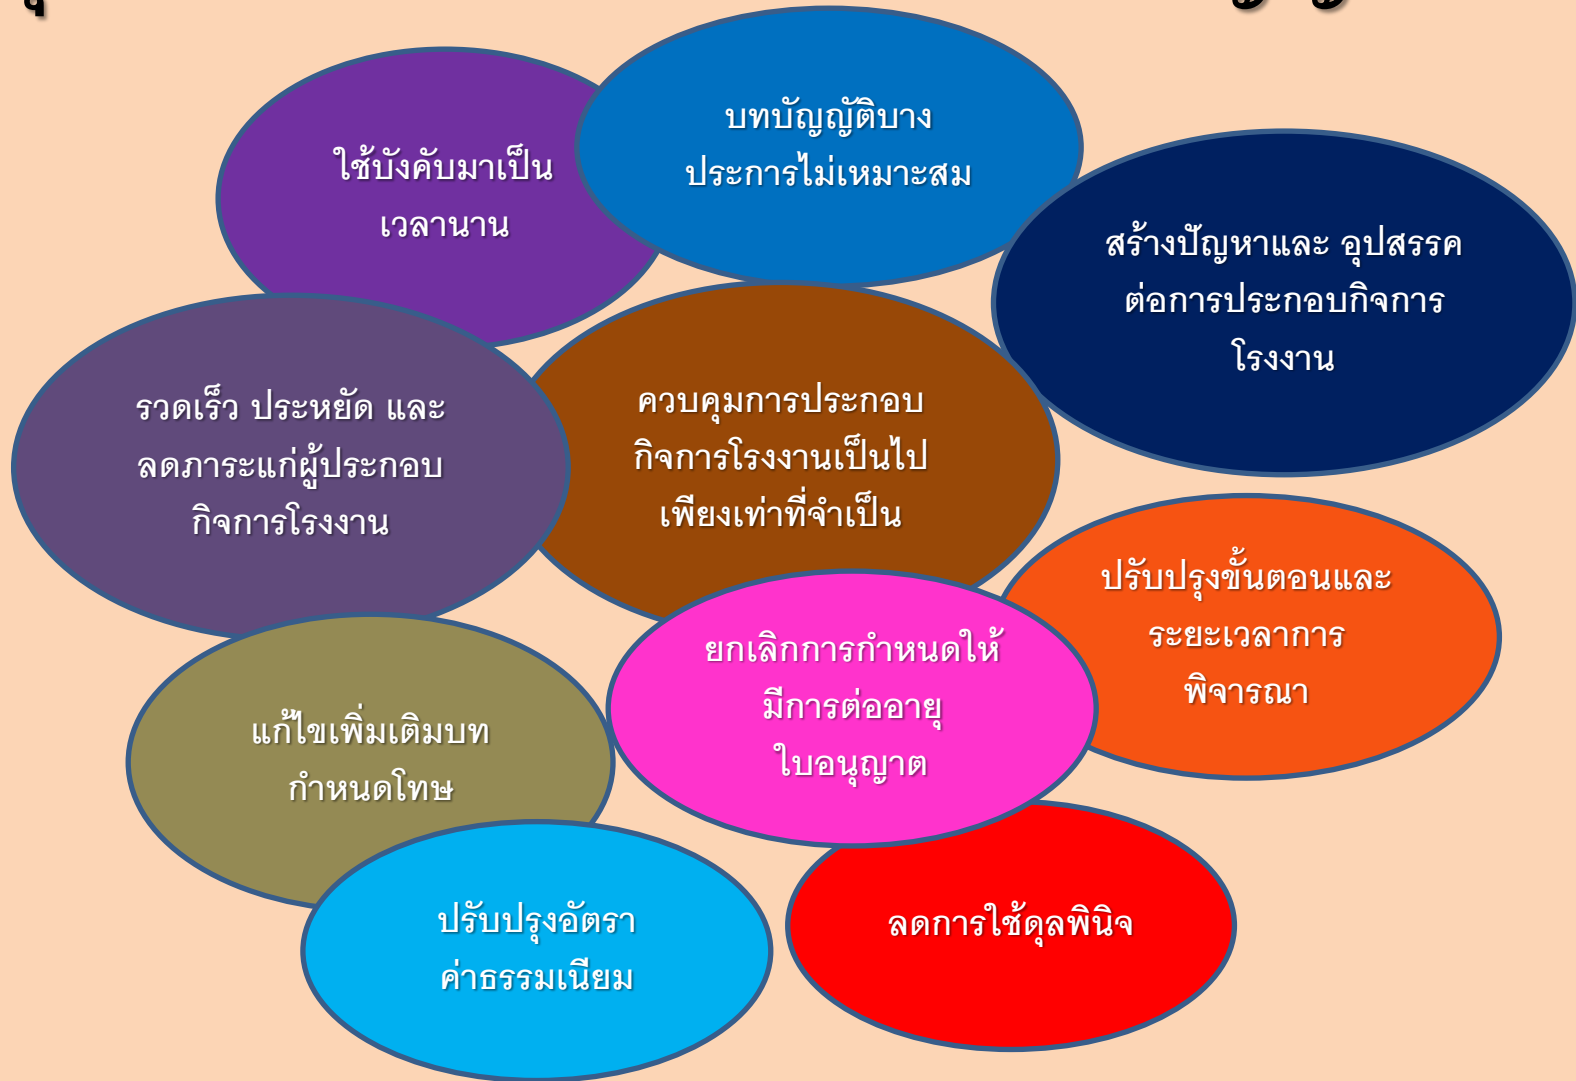 ใช้บังคับมาเป็น
เวลานาน
บทบัญญัติบาง
ประการไม่เหมาะสม
สร้างปัญหาและ อุปสรรค
ต่อการประกอบกิจการ
โรงงาน
รวดเร็ว ประหยัด และ
ลดภาระแก่ผู้ประกอบ
กิจการโรงงาน
ควบคุมการประกอบ
กิจการโรงงานเป็นไป
เพียงเท่าที่จำเป็น
ปรับปรุงขั้นตอนและ
ระยะเวลาการ
พิจารณา
ยกเลิกการกำหนดให้
มีการต่ออายุ
ใบอนุญาต
แก้ไขเพิ่มเติมบท
กำหนดโทษ
ปรับปรุงอัตรา
ค่าธรรมเนียม
ลดการใช้ดุลพินิจ